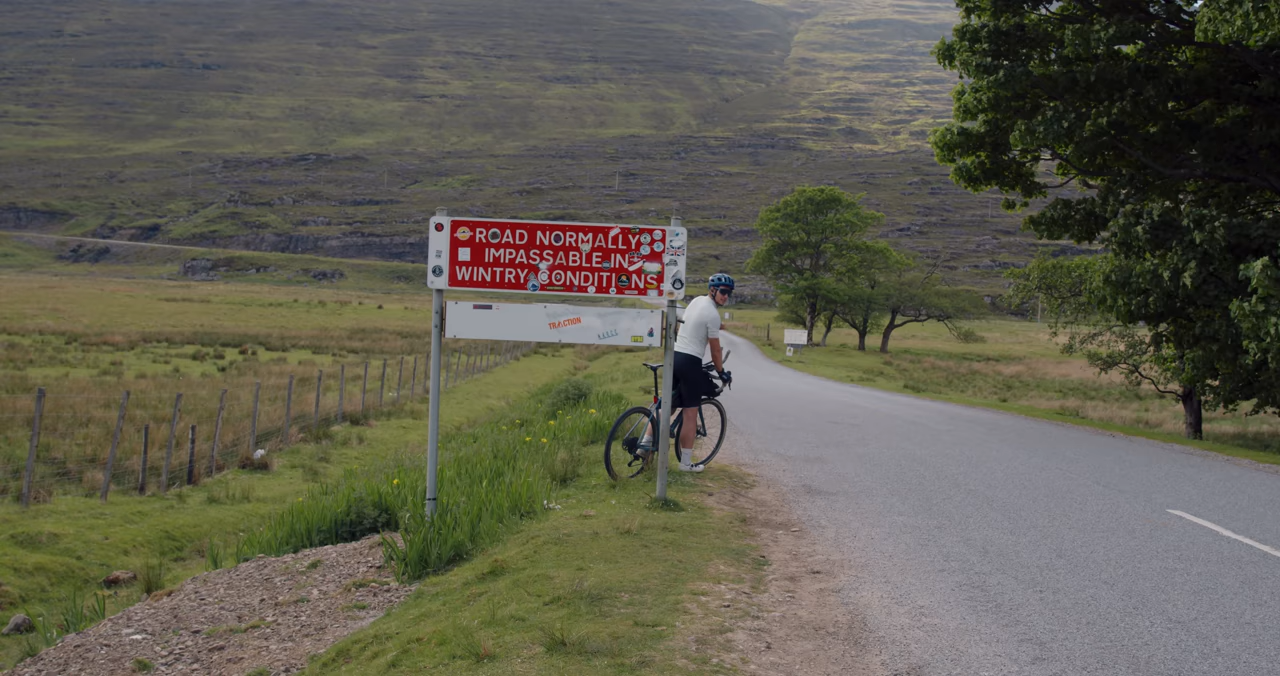 ROAD NORMALLY
IMPASSABLE IN
WINTRY CONDITIONS
TRACTION